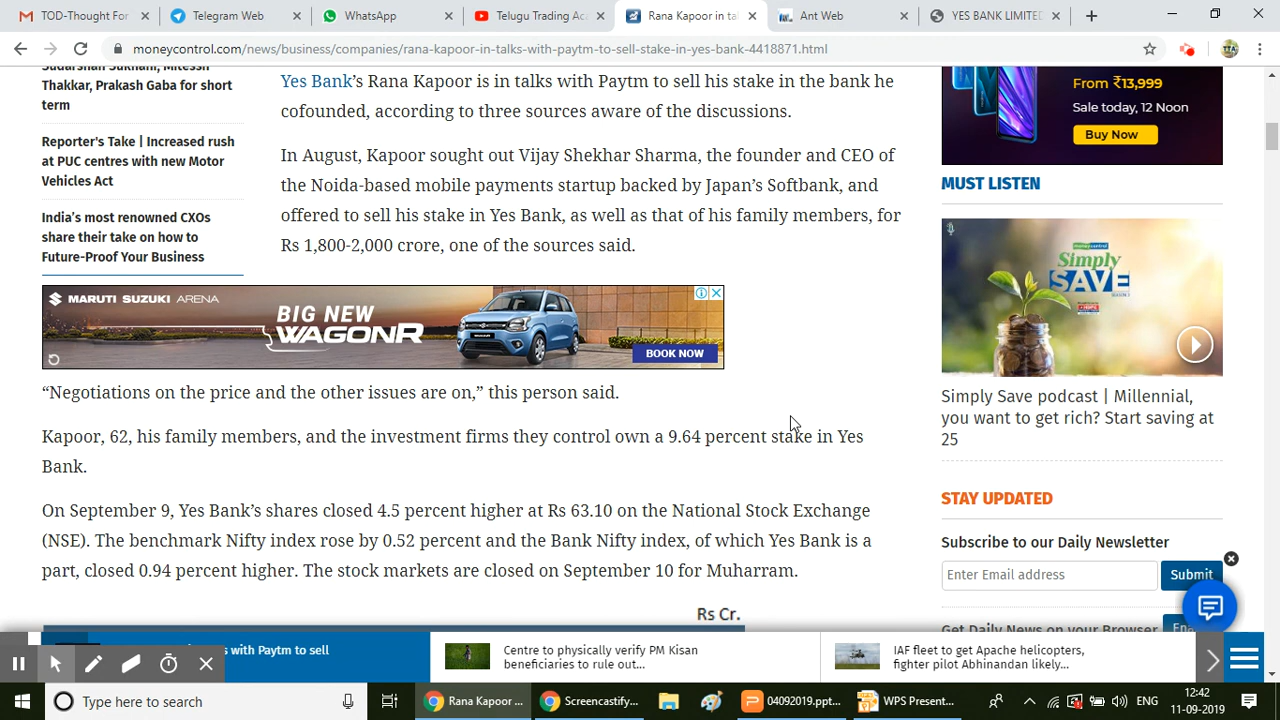 TOD-Thought For
Telegram Web
WhatsApp
Telugu Trading Aca
Rana Kapoor in tal
Ant Web
YES BANK LIMITED
moneycontrol.com/news/business/companies/rana-kapoor-in-talks-with-paytm-to-sell-stake-in-yes-bank-4418871.html
Sudarshan Sukhani, Mitessh
Thakkar, Prakash Gaba for short
term
Reporter's Take | Increased rush
at PUC centres with new Motor
Vehicles Act
India's most renowned CXOs
share their take on how to
Future-Proof Your Business
Yes Bank's Rana Kapoor is in talks with Paytm to sell his stake in the bank he
cofounded, according to three sources aware of the discussions.
In August, Kapoor sought out Vijay Shekhar Sharma, the founder and CEO of
the Noida-based mobile payments startup backed by Japan's Softbank, and
offered to sell his stake in Yes Bank, as well as that of his family members, for
Rs 1,800-2,000 crore, one of the sources said.
MARUTI SUZUKI ARENA
BIG NEW
WAGONR
BOOK NOW
“Negotiations on the price and the other issues are on,” this person said.
Kapoor, 62, his family members, and the investment firms they control own a 9.64 percent stake in Yes
Bank.
On September 9, Yes Bank's shares closed 4.5 percent higher at Rs 63.10 on the National Stock Exchange
(NSE). The benchmark Nifty index rose by 0.52 percent and the Bank Nifty index, of which Yes Bank is a
part, closed 0.94 percent higher. The stock markets are closed on September 10 for Muharram.
Rs Cr.
From ₹13,999
Sale today, 12 Noon
Buy Now
MUST LISTEN
moneycontrol
Simply
SAVE
Simply Save podcast | Millennial,
you want to get rich? Start saving at
25
STAY UPDATED
Subscribe to our Daily Newsletter
Enter Email address
Submit
Get Daily News on your Browser
Ena
s with Paytm to sell
Centre to physically verify PM Kisan
beneficiaries to rule out...
IAF fleet to get Apache helicopters,
fighter pilot Abhinandan likely...
Type here to search
Rana Kapoor ...
Screencastify...
04092019.ppt...
WPS Present...
ENG
12:42
11-09-2019